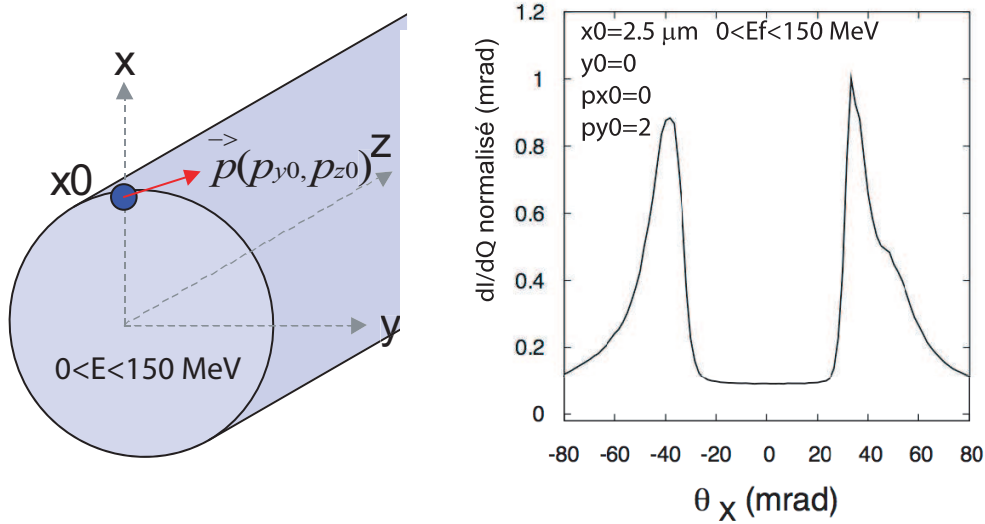 x
z
x0
p(py0,pz0)
y
0<E<150 MeV
dI/dQ normalisé (mrad)
1.2
1
0.8
0.6
0.4
0.2
0
x0=2.5 μm 0<Ef<150 MeV
y0=0
px0=0
py0=2
-80 -60 -40 -20 0 20 40 60 80
θ x (mrad)